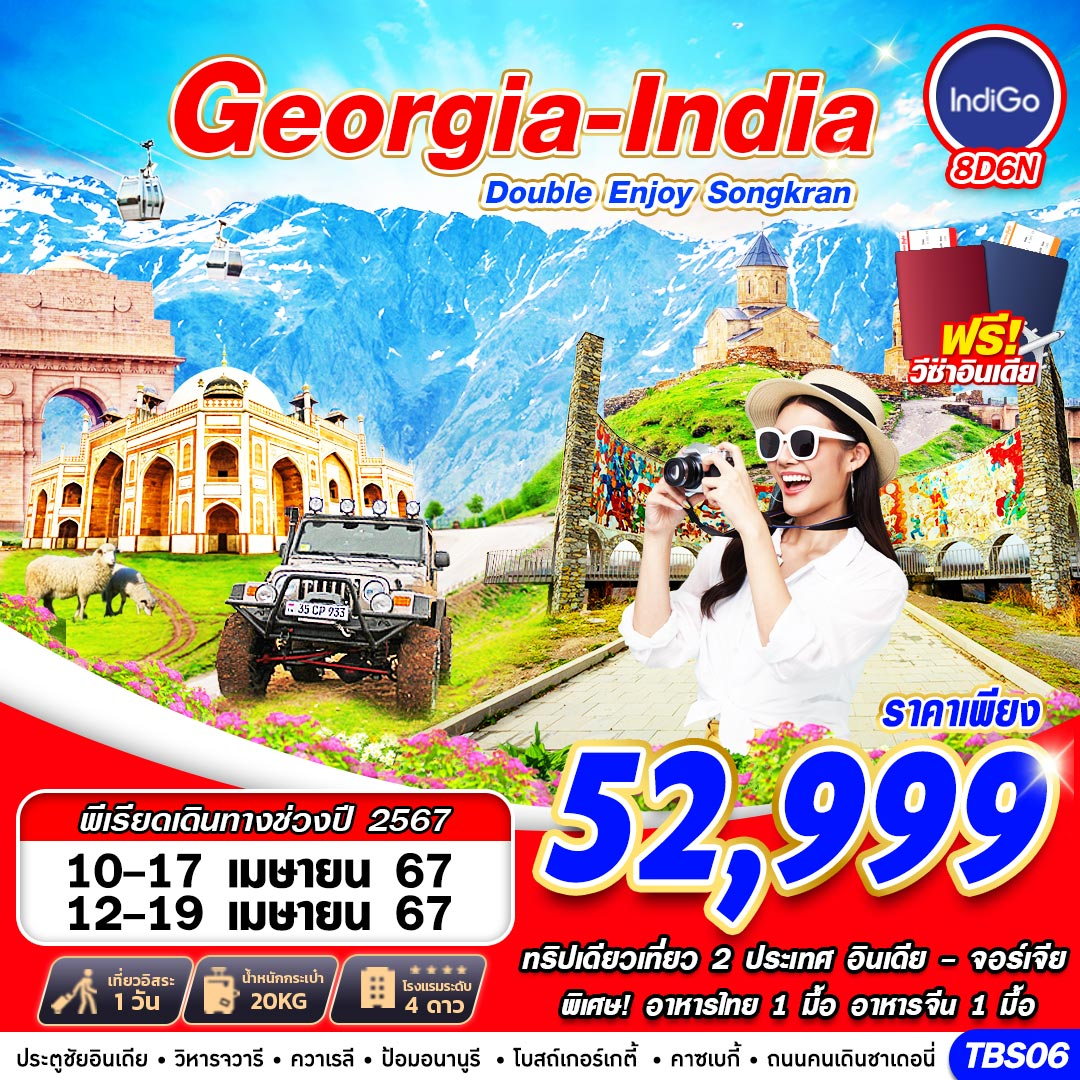 Georgia-India
Double Enjoy Songkran
IndiGo
8D6N
INDIA
ฟรี!
วีซ่าอินเดีย
35 CP 933
ราคาเพียง
52,999
พีเรียดเดินทางช่วงปี 2567
10-17 เมษายน 67
12-19 เมษายน 67
ทริปเดียวเที่ยว 2 ประเทศ อินเดีย - จอร์เจีย
พิเศษ! อาหารไทย 1 มื้อ อาหารจีน 1 มื้อ
เที่ยวอิสระ
1 วัน
น้ำหนักกระเป๋า
20KG
โรงแรมระดับ
4 ดาว
ประตูชัยอินเดีย • วิหารจวารี • ควาเรลี • ป้อมอนานูรี • โบสถ์เกอร์เกตี้ • คาซเบกี้ • ถนนคนเดินชาเดอนี่
TBS06